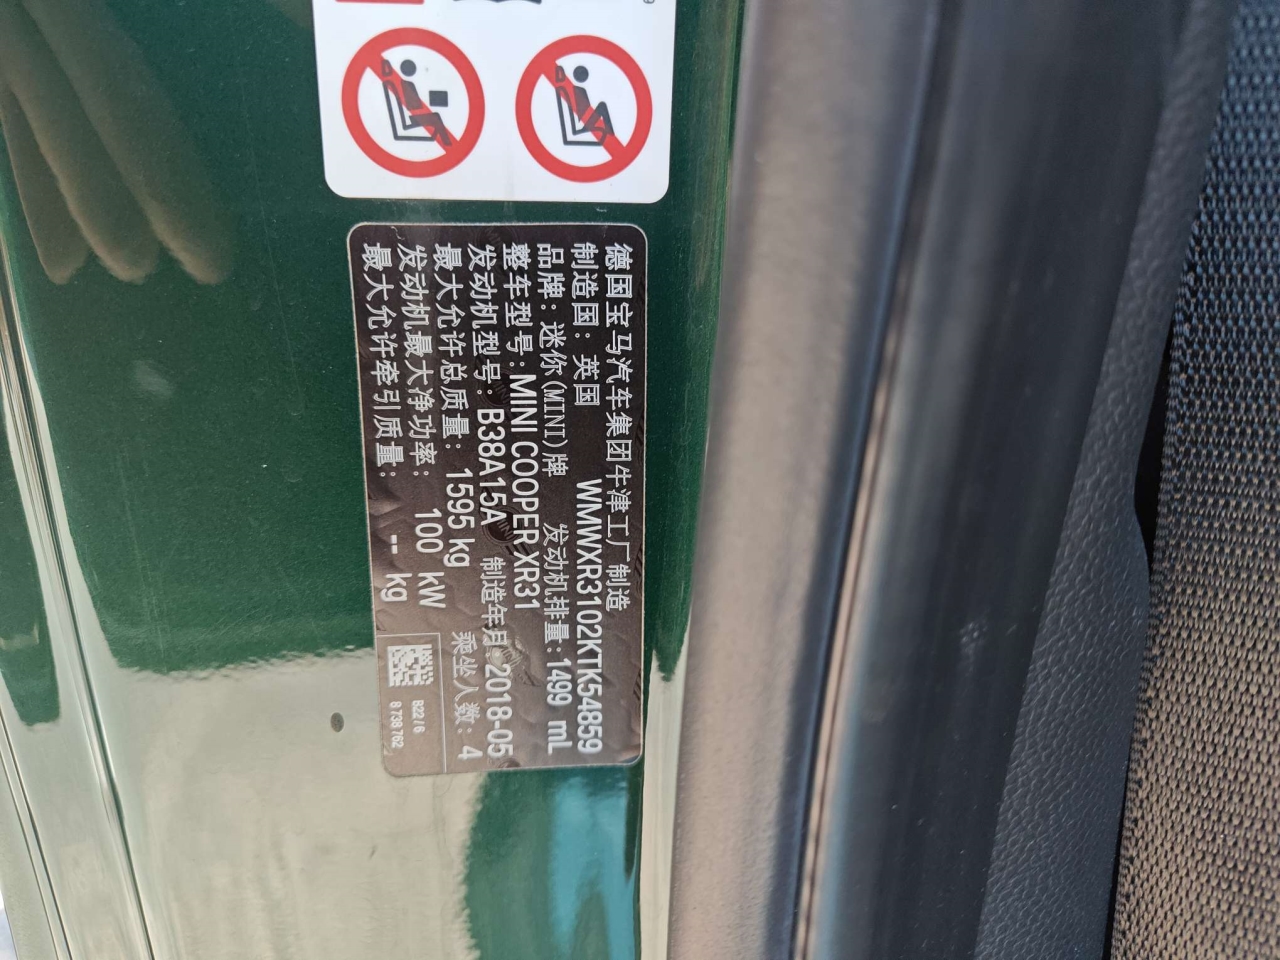 德国宝马汽车集团牛津工厂制造
制造国：英国 WMWXR3102KTK54859
品牌：迷你(MINI)牌 发动机排量：1499 mL
整车型号：MINI COOPER XR31
发动机型号：B38A15A 制造年月 2018-05
最大允许总质量：1595 kg 乘坐人数：4
发动机最大净功率：100 kW
最大允许牵引质量：-- kg
B22/6
8 738 762